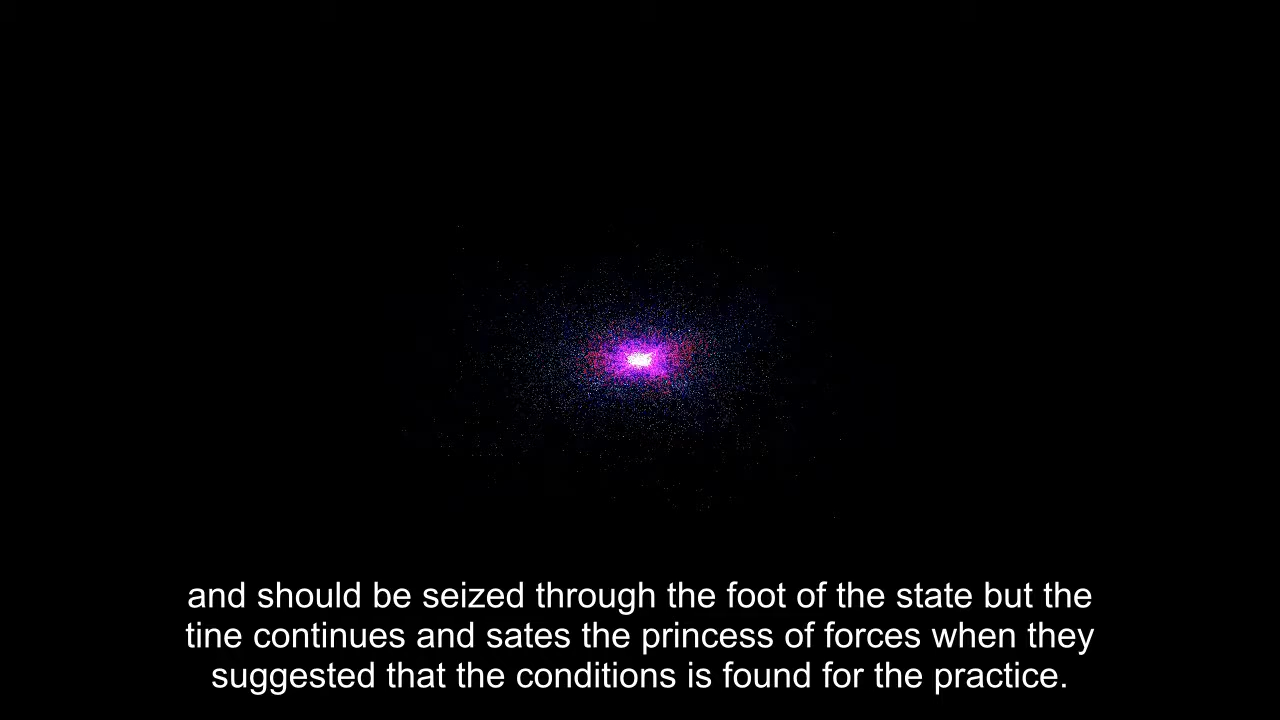 and should be seized through the foot of the state but the
tine continues and sates the princess of forces when they
suggested that the conditions is found for the practice.